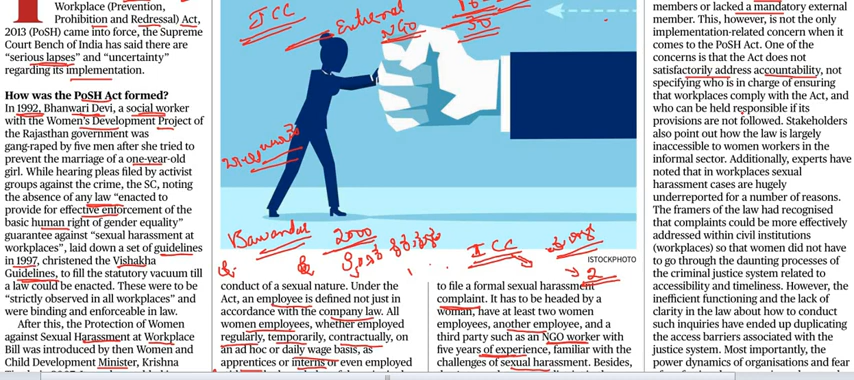 Workplace (Prevention,
Prohibition and Redressal) Act,
2013 (PoSH) came into force, the Supreme
Court Bench of India has said there are
"serious lapses" and "uncertainty"
regarding its implementation.
How was the PoSH Act formed?
In 1992, Bhanwari Devi, a social worker
with the Women's Development Project of
the Rajasthan government was
gang-raped by five men after she tried to
prevent the marriage of a one-year-old
girl. While hearing pleas filed by activist
groups against the crime, the SC, noting
the absence of any law "enacted to
provide for effective enforcement of the
basic human right of gender equality"
guarantee against "sexual harassment at
workplaces", laid down a set of guidelines
in 1997, christened the Vishakha
Guidelines, to fill the statutory vacuum till
a law could be enacted. These were to be
"strictly observed in all workplaces" and
were binding and enforceable in law.
After this, the Protection of Women
against Sexual Harassment at Workplace
Bill was introduced by then Women and
Child Development Minister, Krishna
ICC
External
NGO
50
Bawandar
2000
ICC
2
ISTOCKPHOTO
conduct of a sexual nature. Under the
Act, an employee is defined not just in
accordance with the company law. All
women employees, whether employed
regularly, temporarily, contractually, on
an ad hoc or daily wage basis, as
apprentices or interns or even employed
to file a formal sexual harassment
complaint. It has to be headed by a
woman, have at least two women
employees, another employee, and a
third party such as an NGO worker with
five years of experience, familiar with the
challenges of sexual harassment. Besides,
members or lacked a mandatory external
member. This, however, is not the only
implementation-related concern when it
comes to the PoSH Act. One of the
concerns is that the Act does not
satisfactorily address accountability, not
specifying who is in charge of ensuring
that workplaces comply with the Act, and
who can be held responsible if its
provisions are not followed. Stakeholders
also point out how the law is largely
inaccessible to women workers in the
informal sector. Additionally, experts have
noted that in workplaces sexual
harassment cases are hugely
underreported for a number of reasons.
The framers of the law had recognised
that complaints could be more effectively
addressed within civil institutions
(workplaces) so that women did not have
to go through the daunting processes of
the criminal justice system related to
accessibility and timeliness. However, the
inefficient functioning and the lack of
clarity in the law about how to conduct
such inquiries have ended up duplicating
the access barriers associated with the
justice system. Most importantly, the
power dynamics of organisations and fear